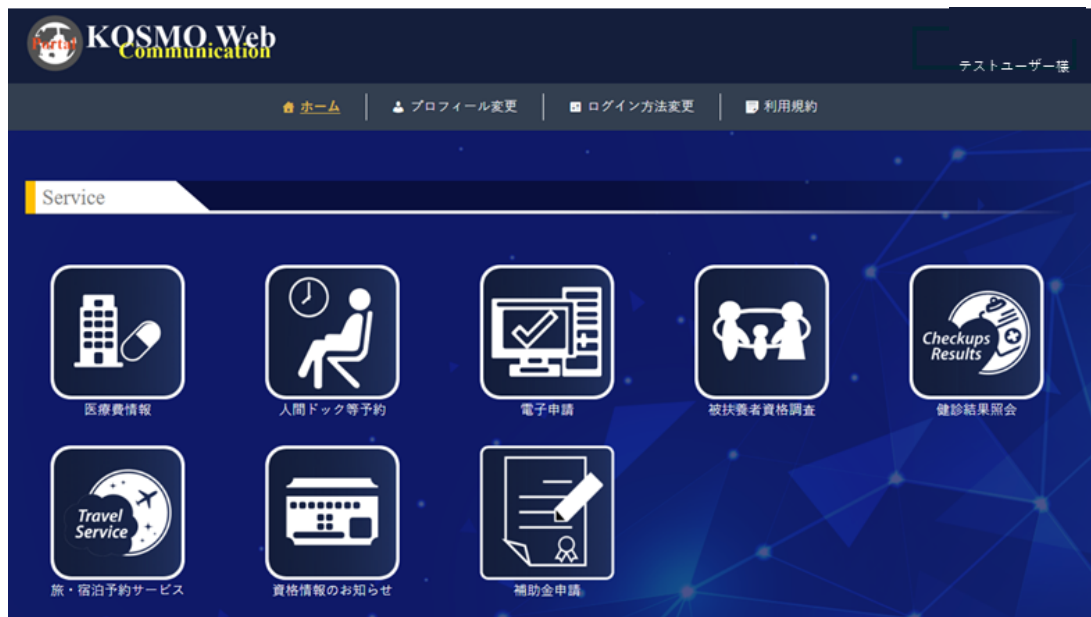 Portal KOSMO Web
Communication
テストユーザー様
ホーム プロフィール変更 ログイン方法変更 利用規約
Service
Checkups
Results
医療費情報 人間ドック等予約 電子申請 被扶養者資格調査 健診結果照会
Travel
Service
旅・宿泊予約サービス 資格情報のお知らせ 補助金申請